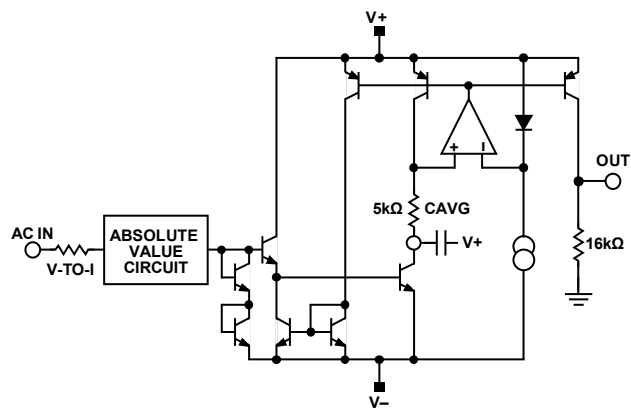 V+
OUT
+
–
5kΩ
CAVG
V+
16kΩ
AC IN
V-TO-I
ABSOLUTE
VALUE
CIRCUIT
V–